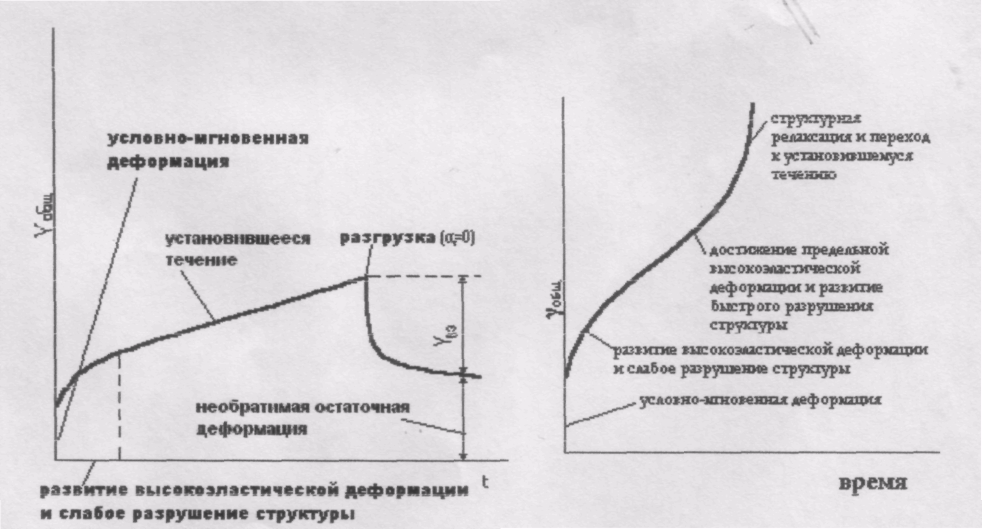 условно-мгновенная
деформация
γобщ
установившееся
течение
разгрузка (α=0)
γвэ
необратимая остаточная
деформация
t
развитие высокоэластической деформации
и слабое разрушение структуры
структурная
релаксация и переход
к установившемуся
течению
достижение предельной
высокоэластической
деформации и развитие
быстрого разрушения
структуры
γобщ
развитие высокоэластической деформации
и слабое разрушение структуры
условно-мгновенная деформация
время